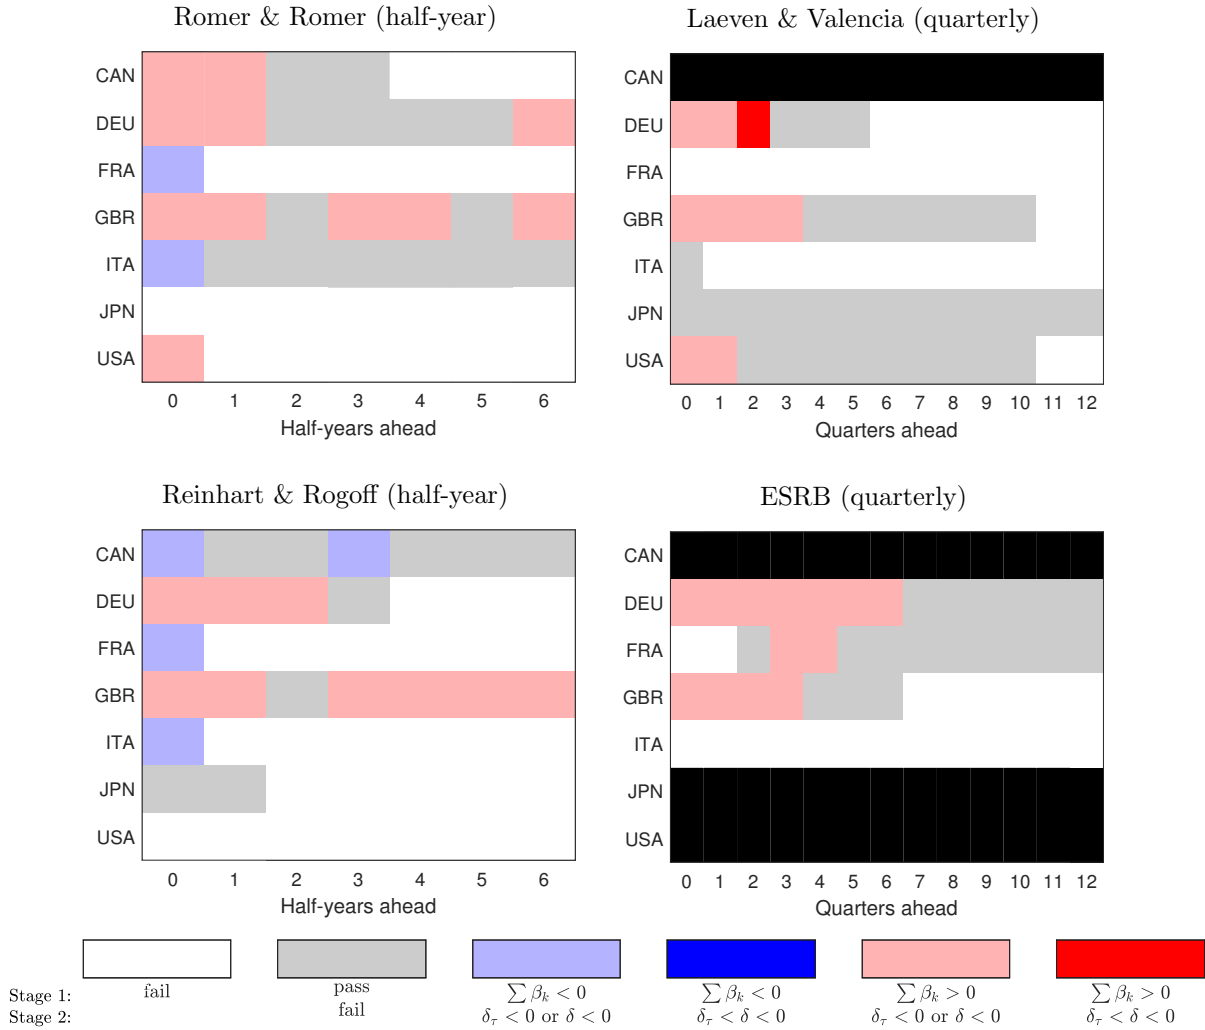 Romer & Romer (half-year)
CAN
DEU
FRA
GBR
ITA
JPN
USA
0 1 2 3 4 5 6
Half-years ahead
Laeven & Valencia (quarterly)
CAN
DEU
FRA
GBR
ITA
JPN
USA
0 1 2 3 4 5 6 7 8 9 10 11 12
Quarters ahead
Reinhart & Rogoff (half-year)
CAN
DEU
FRA
GBR
ITA
JPN
USA
0 1 2 3 4 5 6
Half-years ahead
ESRB (quarterly)
CAN
DEU
FRA
GBR
ITA
JPN
USA
0 1 2 3 4 5 6 7 8 9 10 11 12
Quarters ahead
Stage 1: fail pass ∑ βₖ < 0 ∑ βₖ < 0 ∑ βₖ > 0 ∑ βₖ > 0
Stage 2: fail δ_τ < 0 or δ < 0 δ_τ < δ < 0 δ_τ < 0 or δ < 0 δ_τ < δ < 0